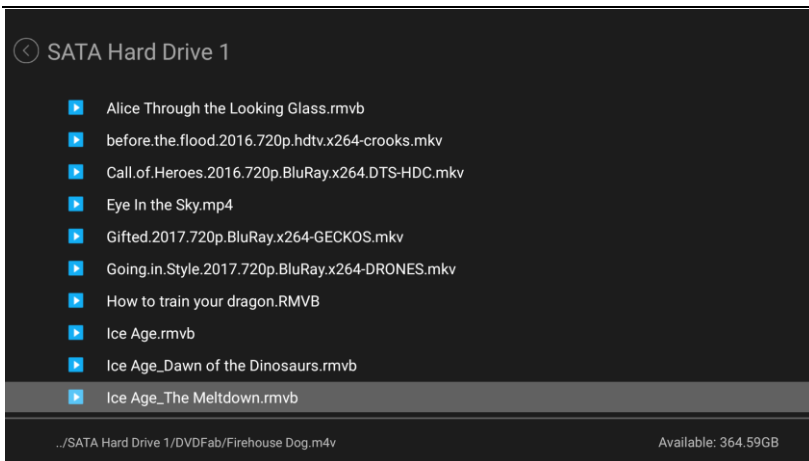 SATA Hard Drive 1
Alice Through the Looking Glass.rmvb
before.the.flood.2016.720p.hdtv.x264-crooks.mkv
Call.of.Heroes.2016.720p.BluRay.x264.DTS-HDC.mkv
Eye In the Sky.mp4
Gifted.2017.720p.BluRay.x264-GECKOS.mkv
Going.in.Style.2017.720p.BluRay.x264-DRONES.mkv
How to train your dragon.RMVB
Ice Age.rmvb
Ice Age_Dawn of the Dinosaurs.rmvb
Ice Age_The Meltdown.rmvb
../SATA Hard Drive 1/DVDFab/Firehouse Dog.m4v Available: 364.59GB